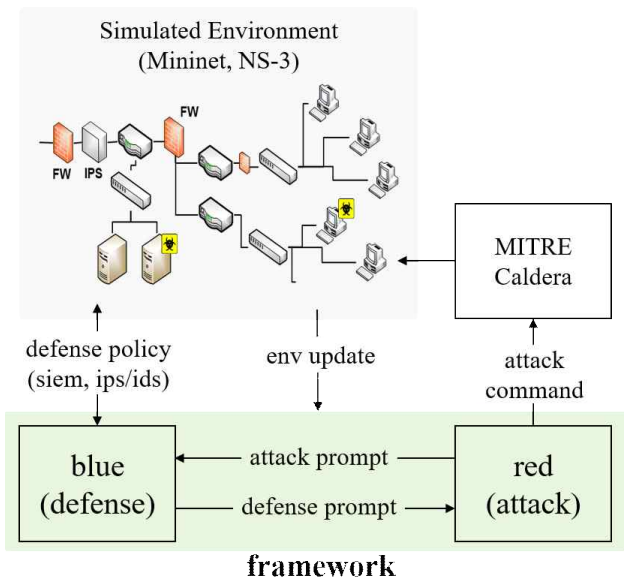 Simulated Environment
(Mininet, NS-3)
FW
FW
IPS
MITRE
Caldera
defense policy
(siem, ips/ids)
env update
attack
command
blue
(defense)
attack prompt
defense prompt
red
(attack)
framework